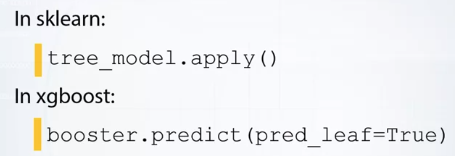 In sklearn:
tree_model.apply()
In xgboost:
booster.predict(pred_leaf=True)